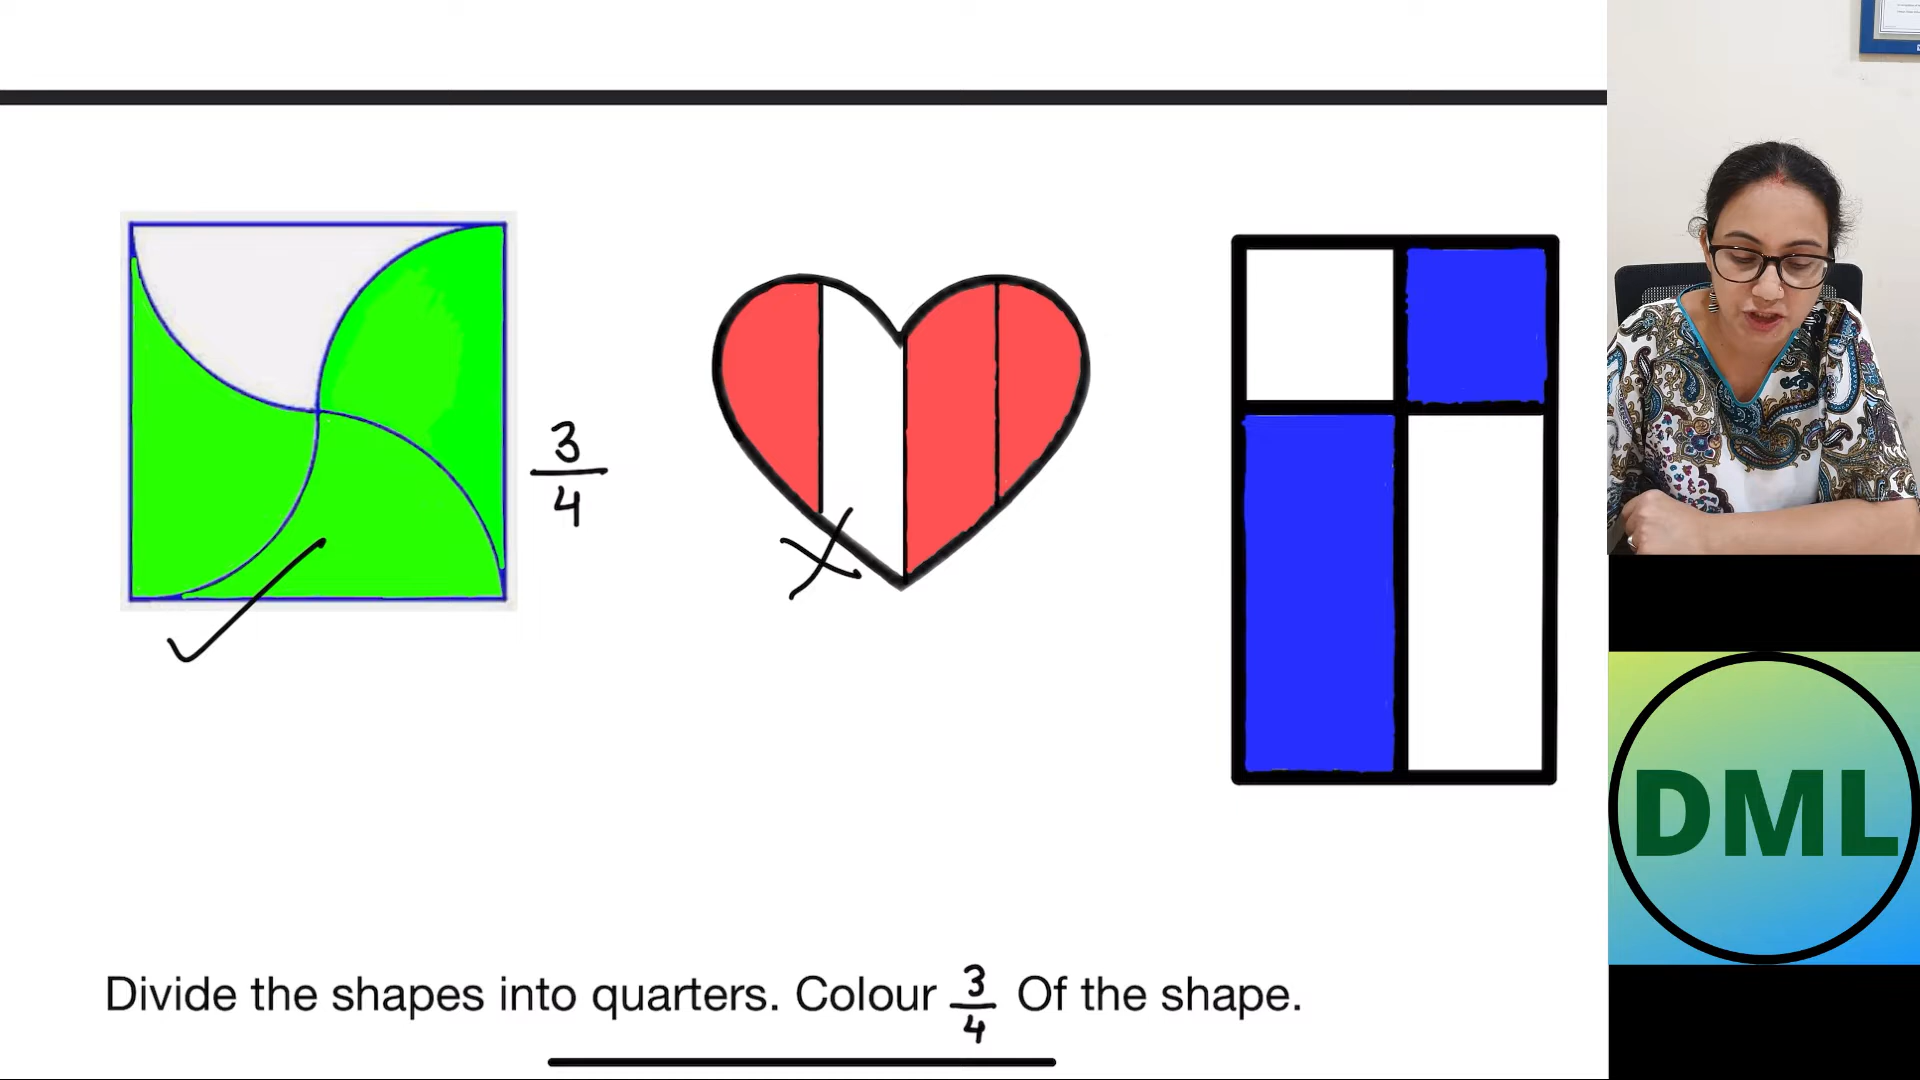 3
4
Divide the shapes into quarters. Colour 3/4 Of the shape.
DML